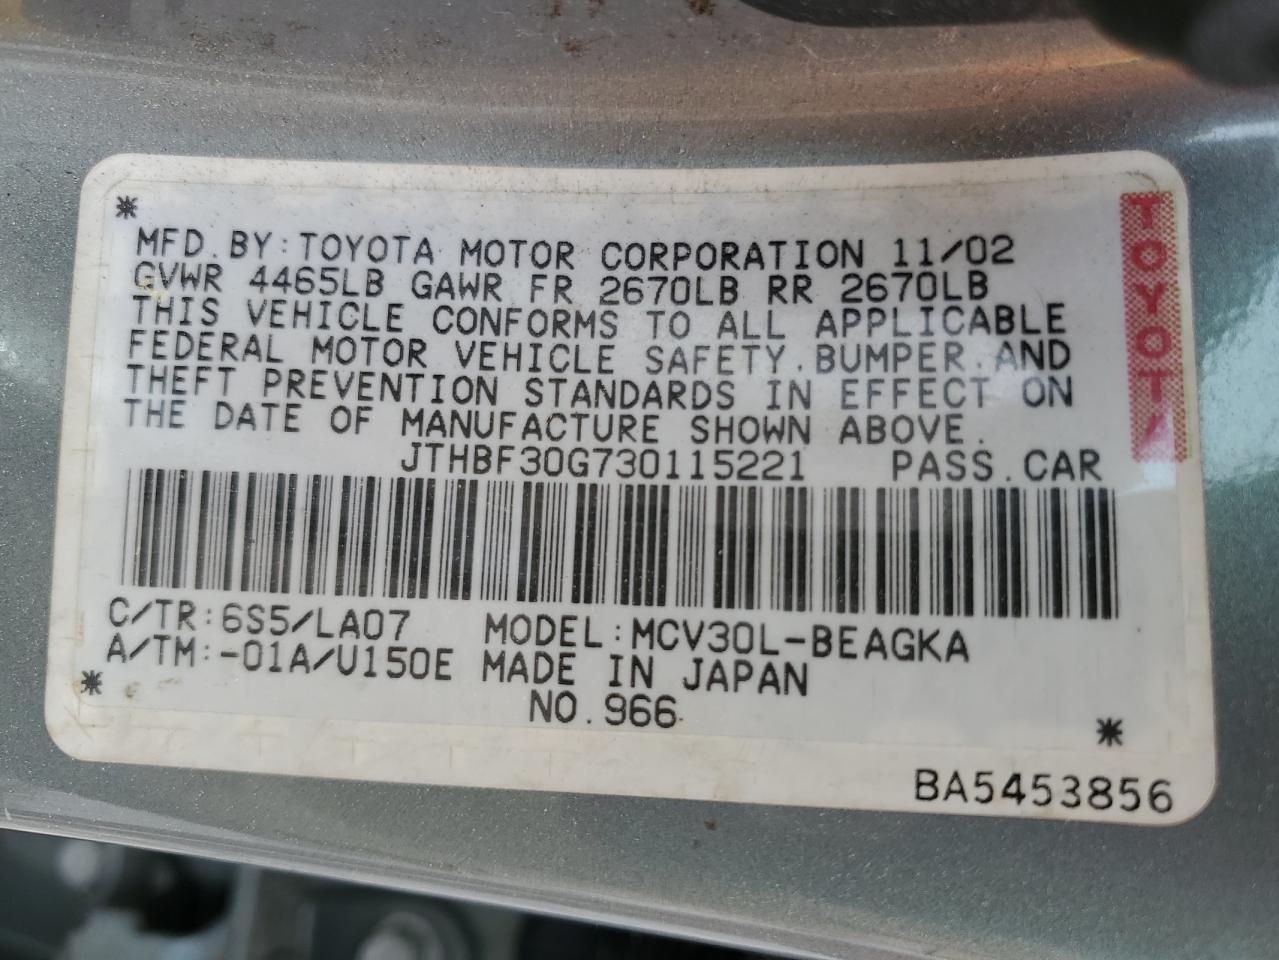 MFD. BY: TOYOTA MOTOR CORPORATION 11/02
GVWR 4465LB GAWR FR 2670LB RR 2670LB
THIS VEHICLE CONFORMS TO ALL APPLICABLE
FEDERAL MOTOR VEHICLE SAFETY, BUMPER, AND
THEFT PREVENTION STANDARDS IN EFFECT ON
THE DATE OF MANUFACTURE SHOWN ABOVE.
JTHBF30G730115221 PASS. CAR
C/TR: 6S5/LA07 MODEL: MCV30L-BEAGKA
A/TM: -01A/U150E MADE IN JAPAN
NO. 966
BA5453856
TOYOTA